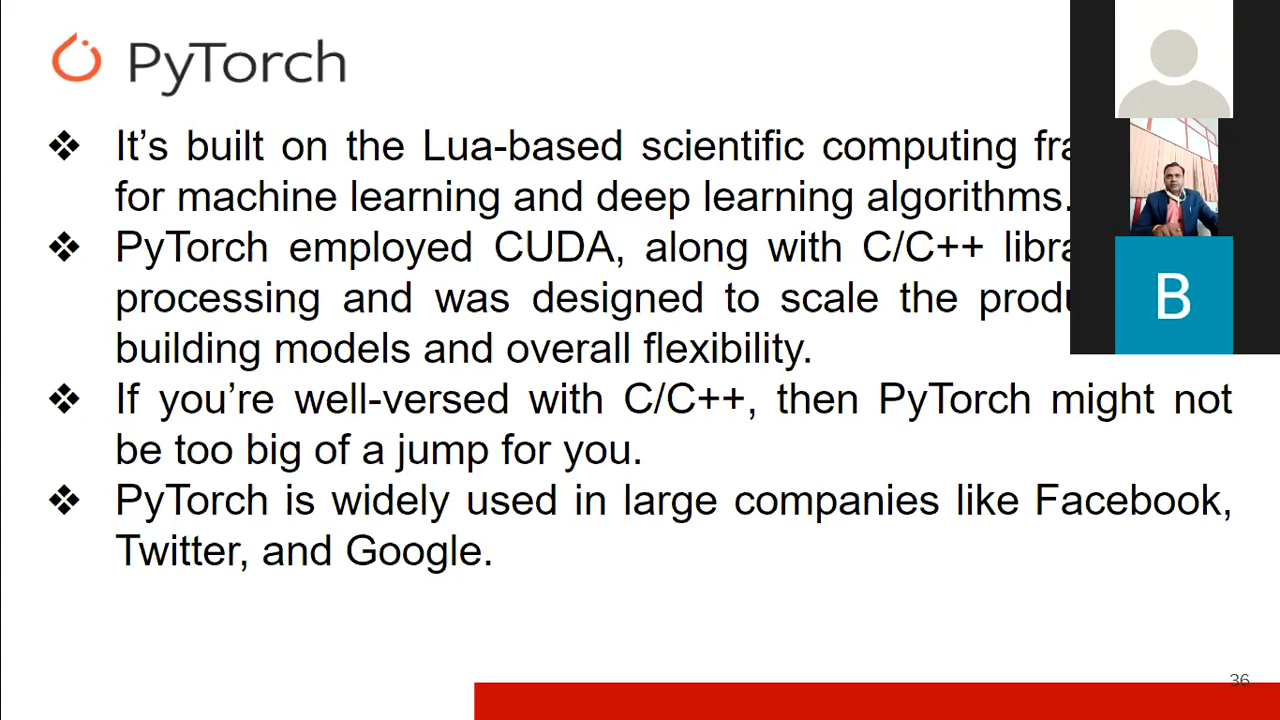 PyTorch
❖ It’s built on the Lua-based scientific computing
for machine learning and deep learning algorithms.
❖ PyTorch employed CUDA, along with C/C++
processing and was designed to scale the
building models and overall flexibility.
❖ If you’re well-versed with C/C++, then PyTorch might not
be too big of a jump for you.
❖ PyTorch is widely used in large companies like Facebook,
Twitter, and Google.
B
36